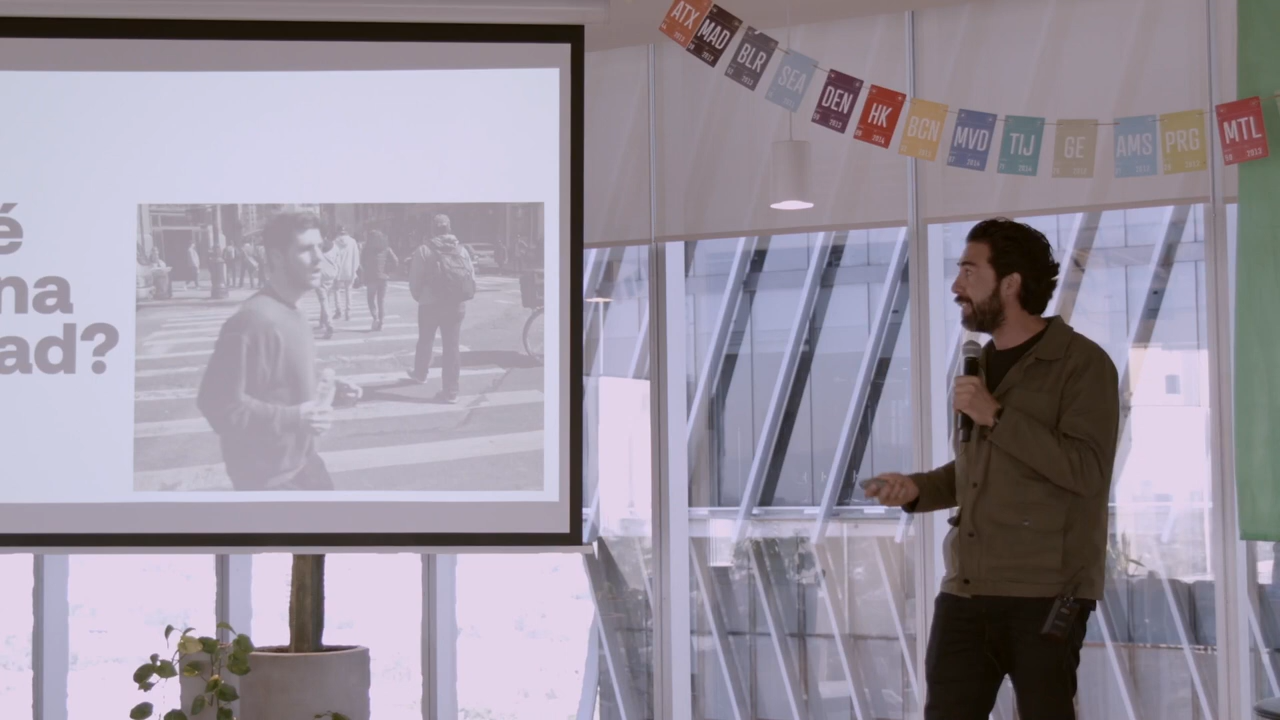 é
na
ad?
ATX
MAD
BLR
SEA
DEN
HK
BCN
MVD
TIJ
GE
AMS
PRG
MTL